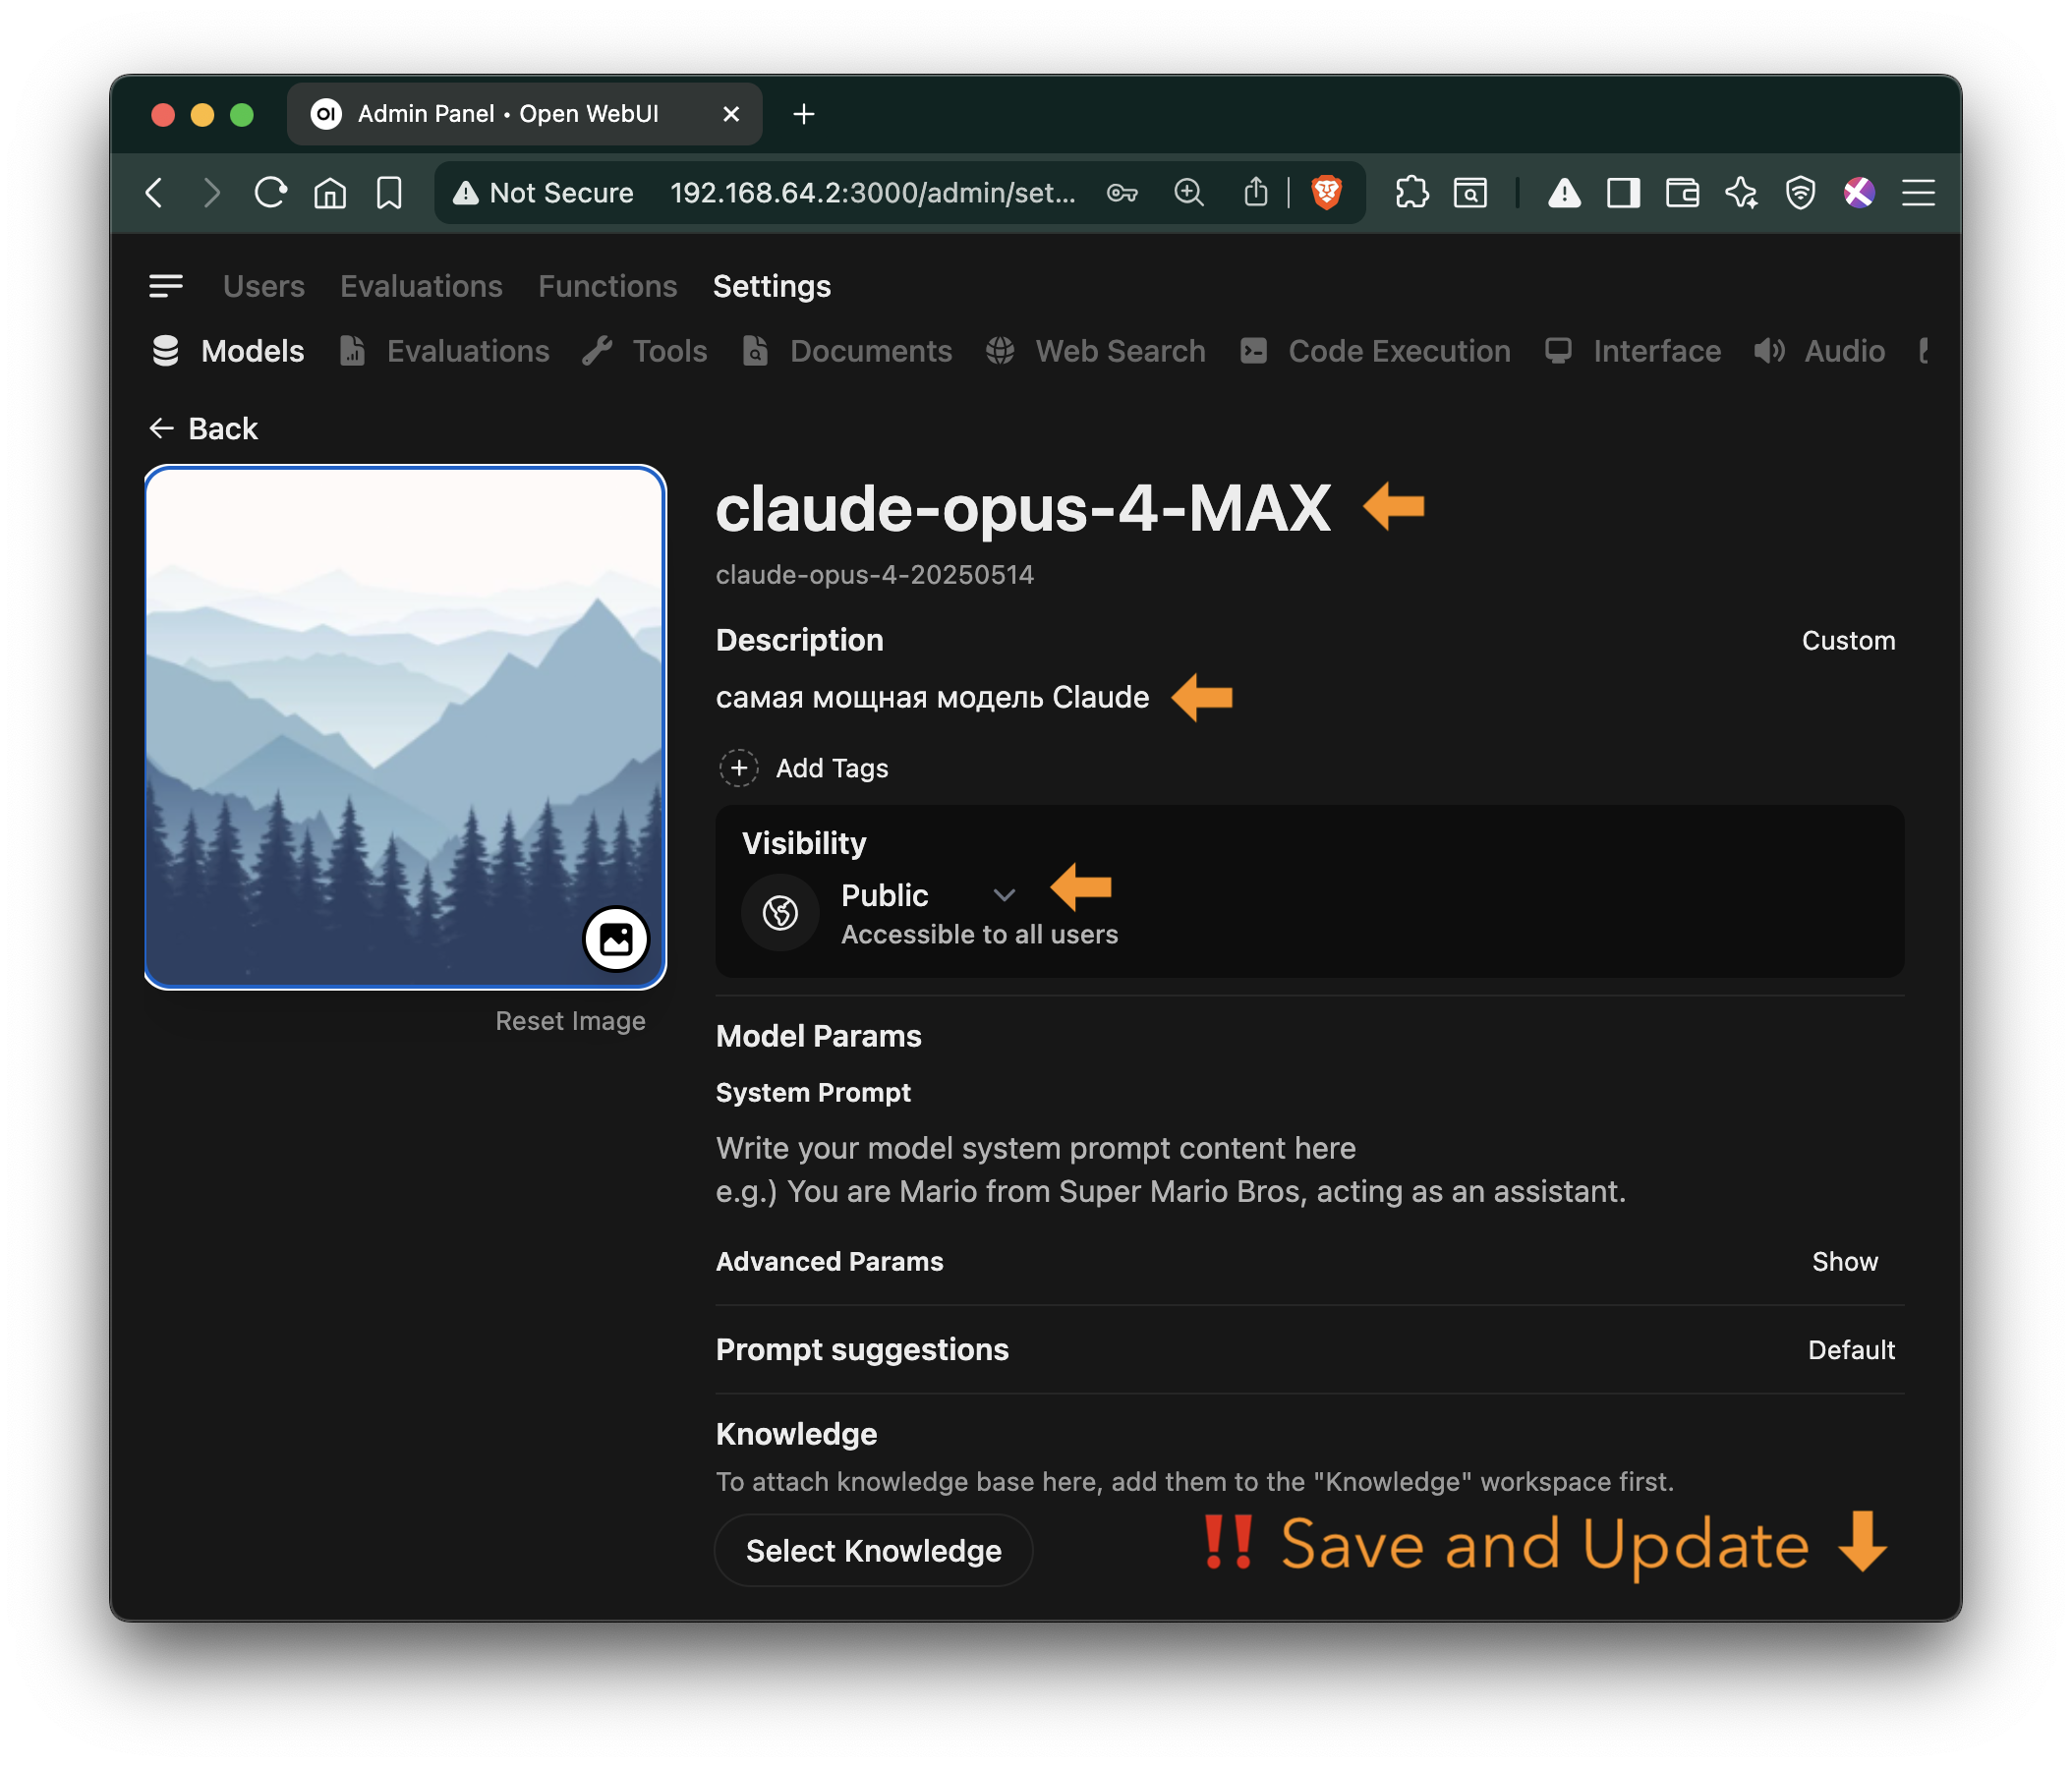 Admin Panel • Open WebUI
Not Secure 192.168.64.2:3000/admin/set...
Users Evaluations Functions Settings
Models Evaluations Tools Documents Web Search Code Execution Interface Audio
Back
claude-opus-4-MAX
claude-opus-4-20250514
Description Custom
самая мощная модель Claude
Add Tags
Visibility
Public
Accessible to all users
Reset Image
Model Params
System Prompt
Write your model system prompt content here
e.g.) You are Mario from Super Mario Bros, acting as an assistant.
Advanced Params Show
Prompt suggestions Default
Knowledge
To attach knowledge base here, add them to the "Knowledge" workspace first.
Select Knowledge ‼ Save and Update